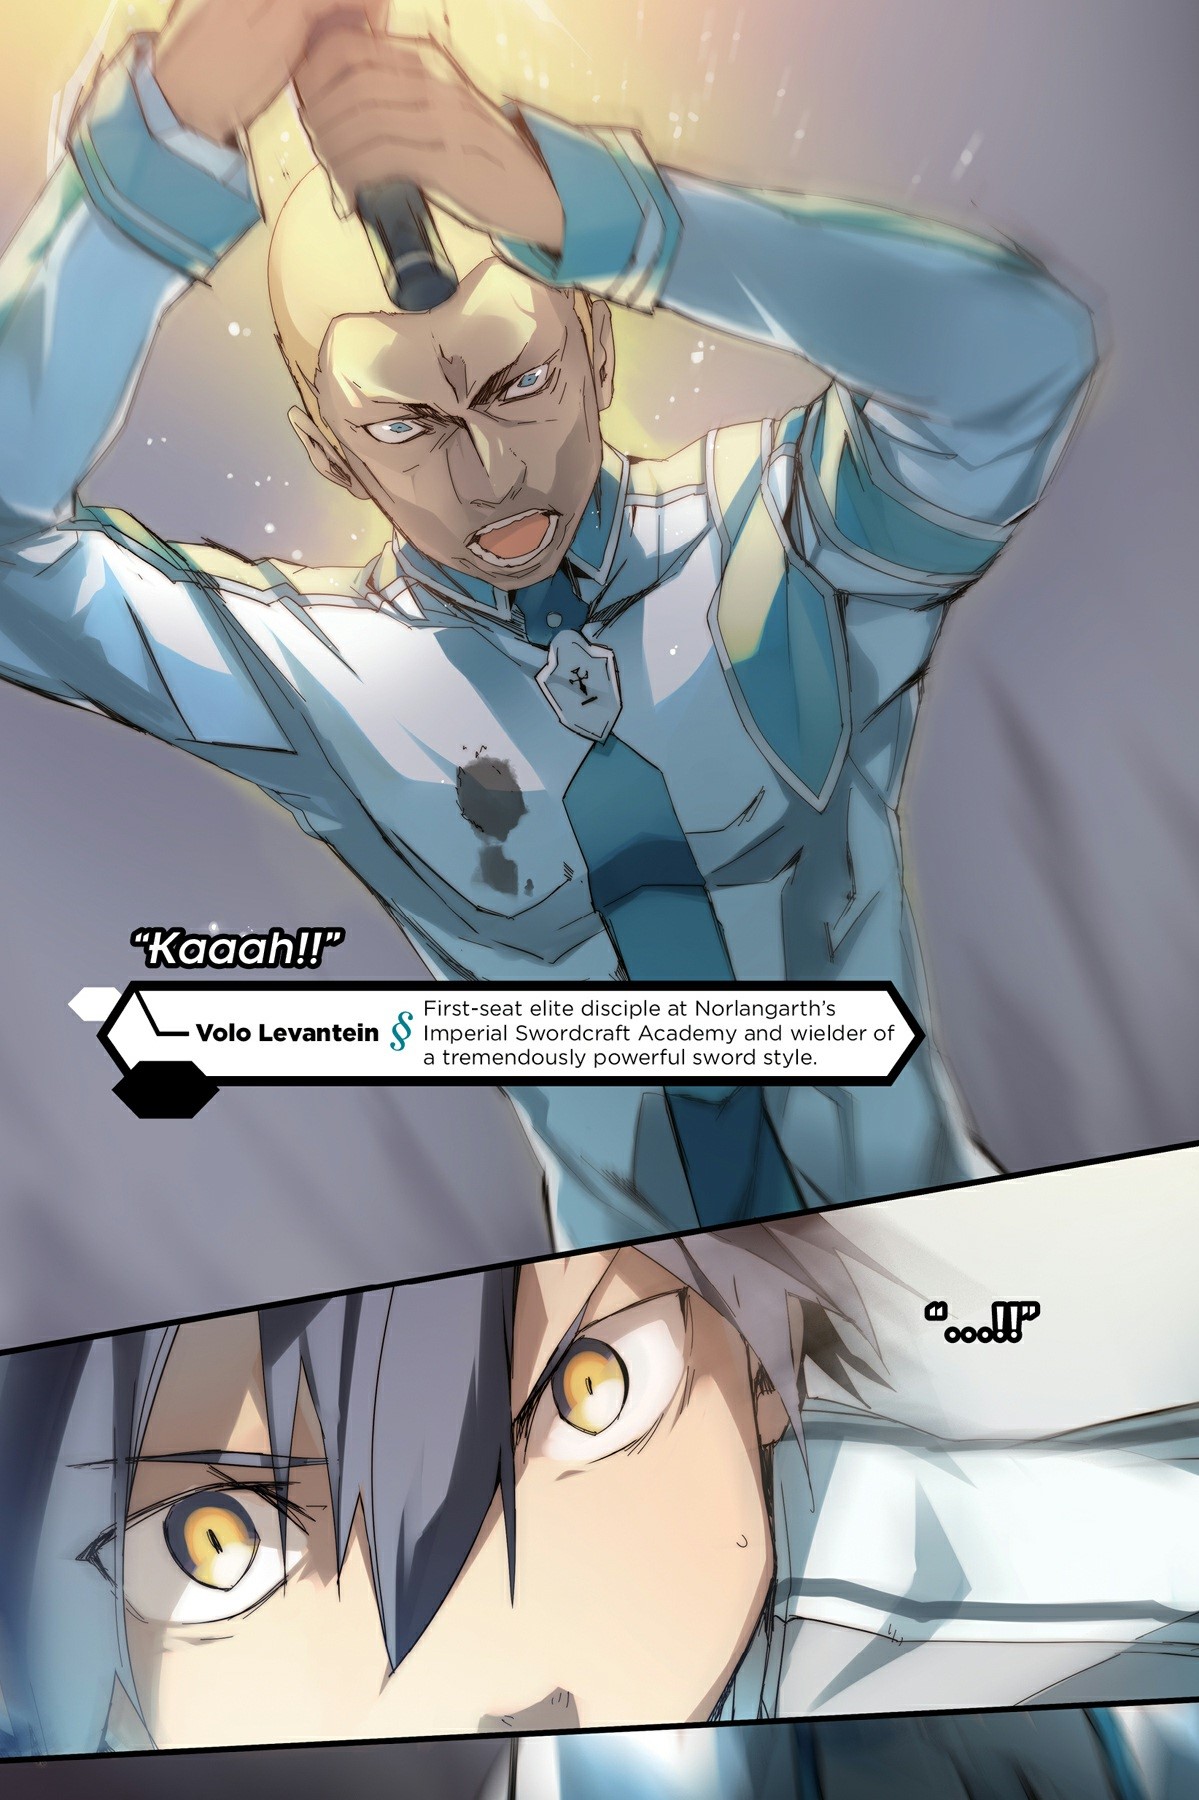 “Kaaah!!”
Volo Levantein § First-seat elite disciple at Norlangarth’s
Imperial Swordcraft Academy and wielder of
a tremendously powerful sword style.
“...!!”